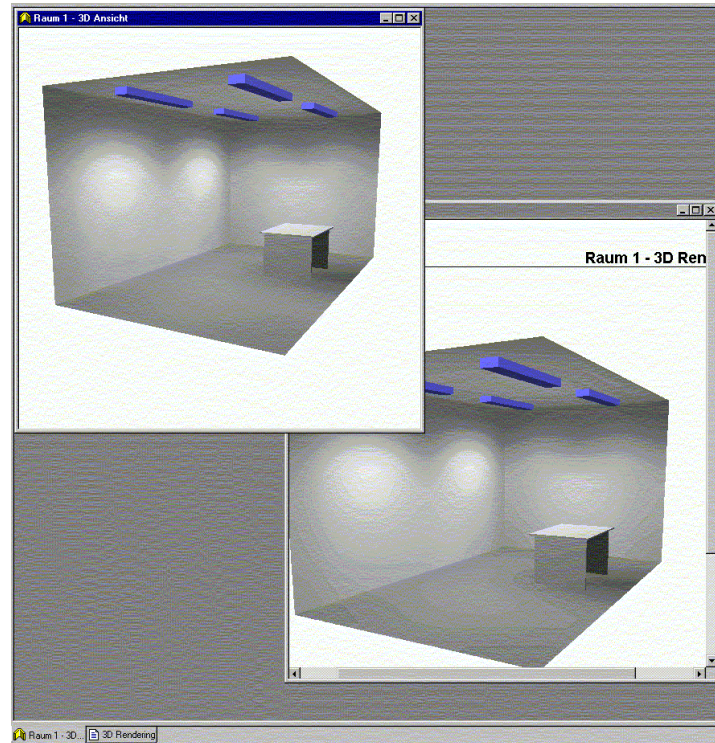 Raum 1 - 3D Ansicht
Raum 1 - 3D Ren
Raum 1 - 3D...
3D Rendering